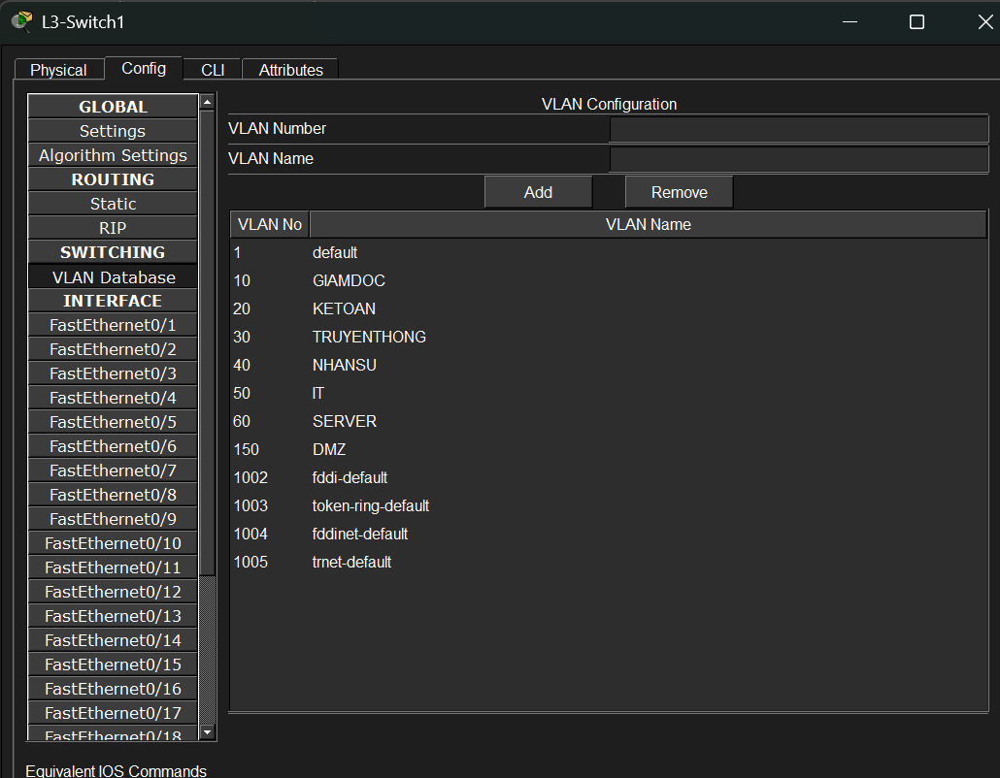 L3-Switch1
Physical Config CLI Attributes
GLOBAL
Settings
Algorithm Settings
ROUTING
Static
RIP
SWITCHING
VLAN Database
INTERFACE
FastEthernet0/1
FastEthernet0/2
FastEthernet0/3
FastEthernet0/4
FastEthernet0/5
FastEthernet0/6
FastEthernet0/7
FastEthernet0/8
FastEthernet0/9
FastEthernet0/10
FastEthernet0/11
FastEthernet0/12
FastEthernet0/13
FastEthernet0/14
FastEthernet0/15
FastEthernet0/16
FastEthernet0/17
FastEthernet0/18
VLAN Configuration
VLAN Number
VLAN Name
Add Remove
VLAN No VLAN Name
1 default
10 GIAMDOC
20 KETOAN
30 TRUYENTHONG
40 NHANSU
50 IT
60 SERVER
150 DMZ
1002 fddi-default
1003 token-ring-default
1004 fddinet-default
1005 trnet-default
Equivalent IOS Commands